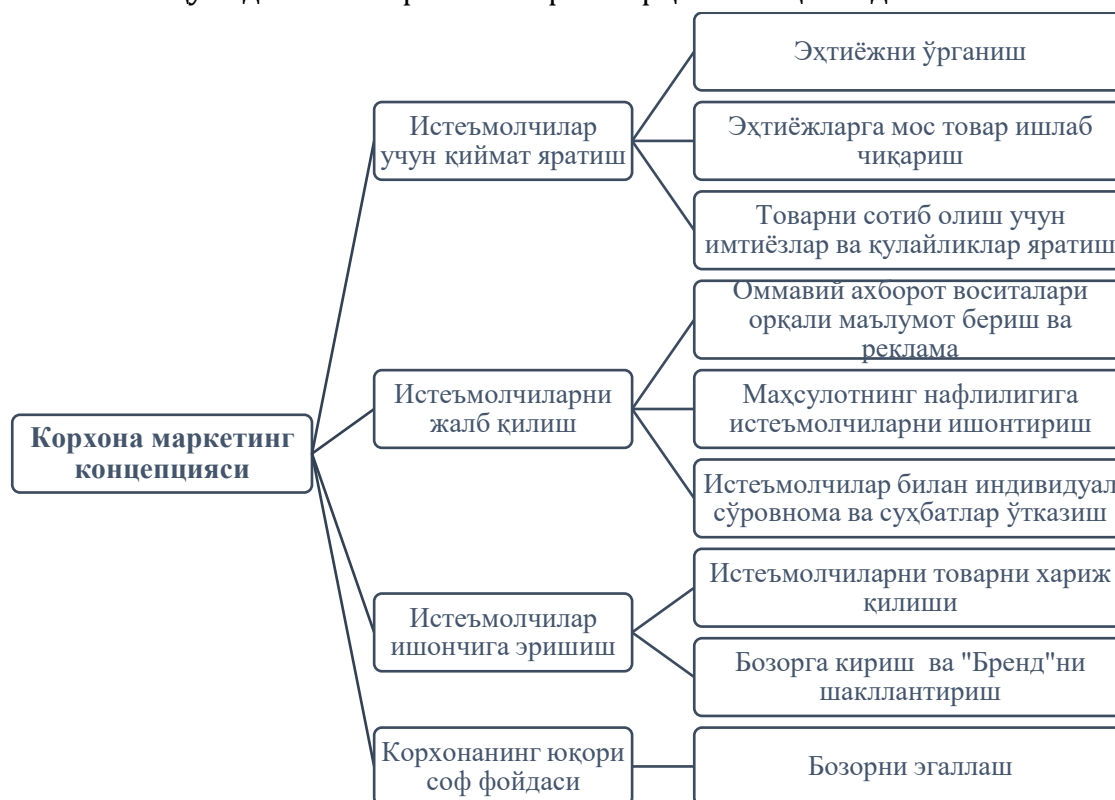 Корхона маркетинг
концепцияси
Истеъмолчилар
учун қиймат яратиш
Эҳтиёжни ўрганиш
Эҳтиёжларга мос товар ишлаб
чиқариш
Товарни сотиб олиш учун
имтиёзлар ва қулайликлар яратиш
Истеъмолчиларни
жалб қилиш
Оммавий ахборот воситалари
орқали маълумот бериш ва
реклама
Маҳсулотнинг нафлилигига
истеъмолчиларни ишонтириш
Истеъмолчилар билан индивидуал
сўровнома ва суҳбатлар ўтказиш
Истеъмолчилар
ишончига эришиш
Истеъмолчиларни товарни хариж
қилиши
Бозорга кириш ва "Бренд"ни
шакллантириш
Корхонанинг юқори
соф фойдаси
Бозорни эгаллаш